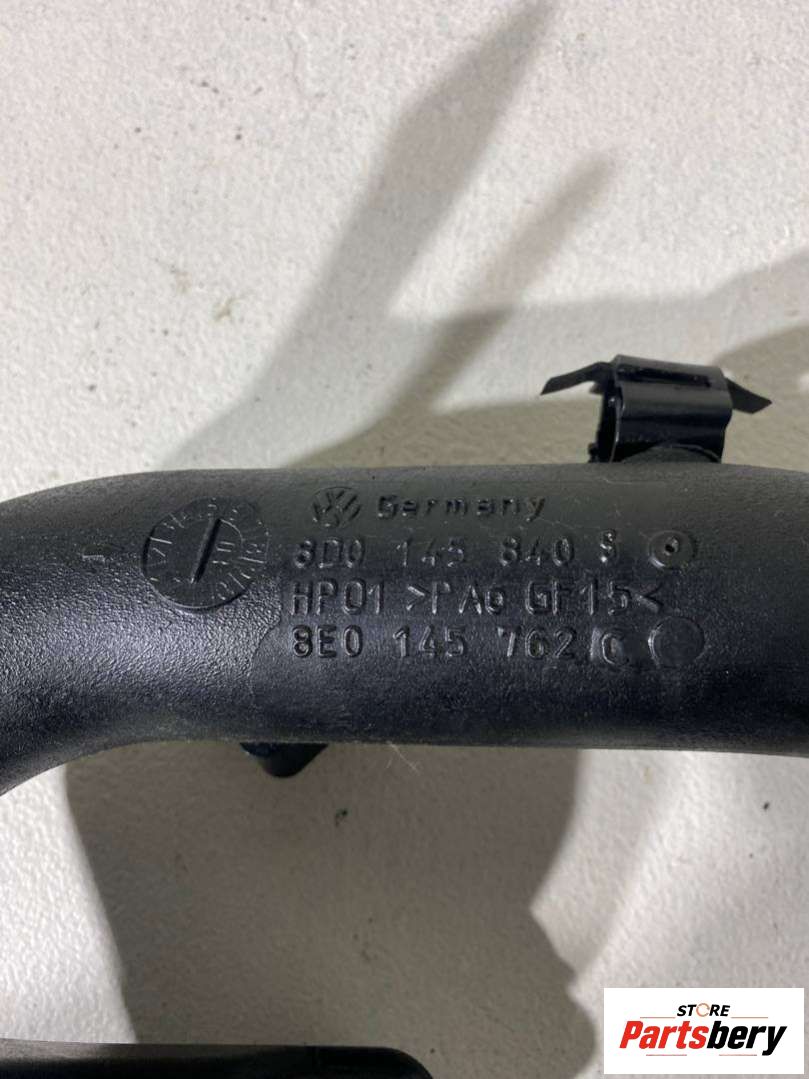 Germany
8D0 145 840 S
HP01 >PA6 GF15<
8E0 145 762 C
STORE
Partsbery